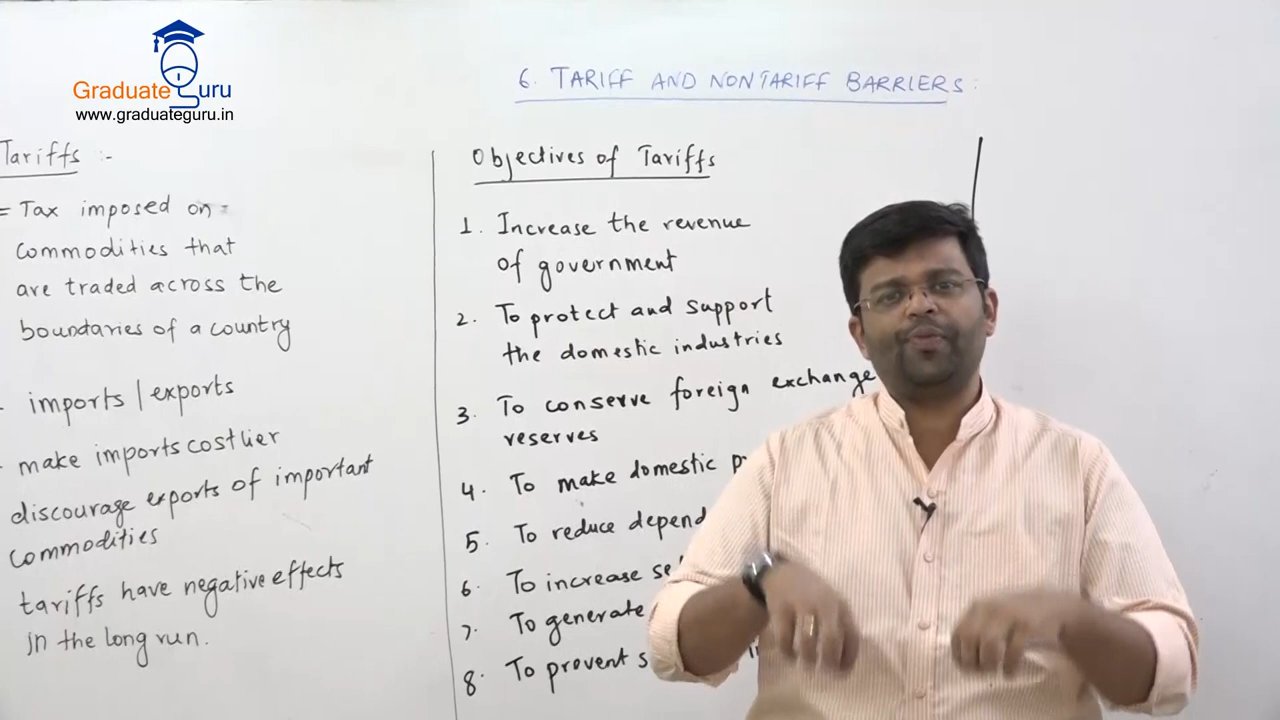 Graduate Guru
www.graduateguru.in
6. TARIFF AND NONTARIFF BARRIERS:
Tariffs :-
= Tax imposed on
commodities that
are traded across the
boundaries of a country
- imports / exports
- make imports costlier
discourage exports of important
commodities
tariffs have negative effects
in the long run.
Objectives of Tariffs
1. Increase the revenue
of government
2. To protect and support
the domestic industries
3. To conserve foreign exchange
reserves
4. To make domestic
5. To reduce
6. To increase
7. To generate
8. To prevent